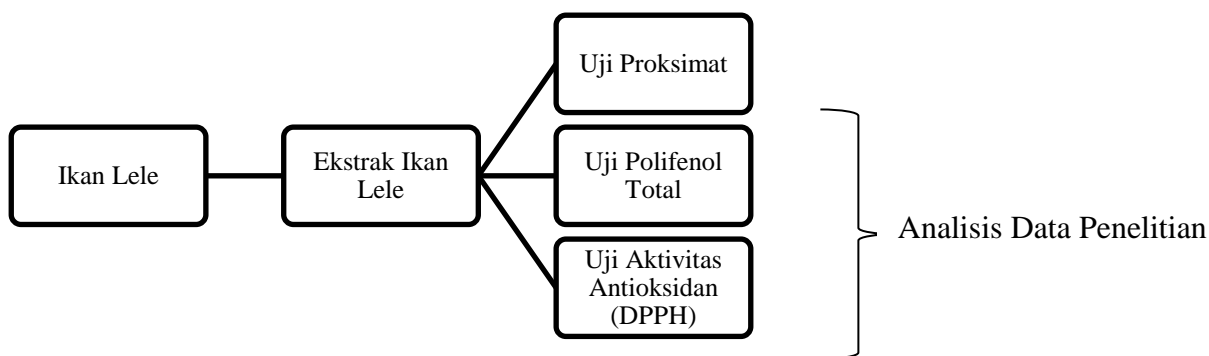 Ikan Lele
Ekstrak Ikan
Lele
Uji Proksimat
Uji Polifenol
Total
Uji Aktivitas
Antioksidan
(DPPH)
Analisis Data Penelitian